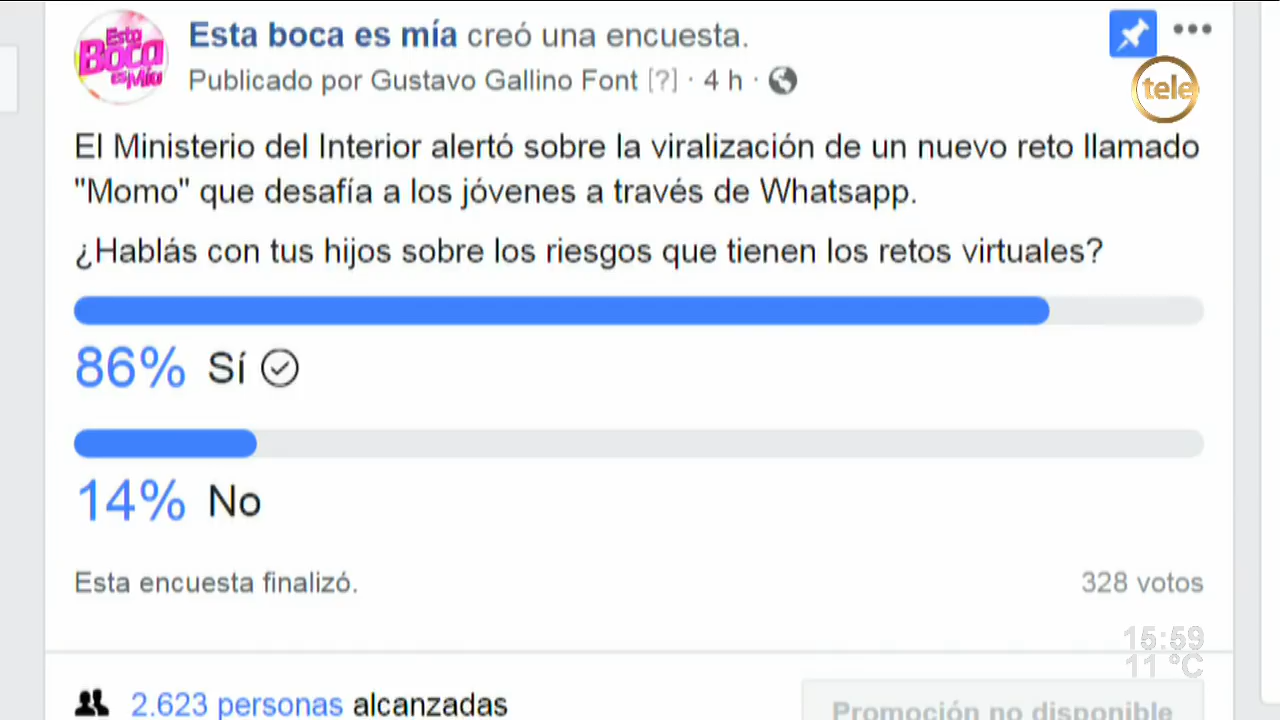 Esta Boca es Mía
Esta boca es mía creó una encuesta.
Publicado por Gustavo Gallino Font [?] · 4 h ·
tele
El Ministerio del Interior alertó sobre la viralización de un nuevo reto llamado
"Momo" que desafía a los jóvenes a través de Whatsapp.
¿Hablás con tus hijos sobre los riesgos que tienen los retos virtuales?
86% Sí
14% No
Esta encuesta finalizó. 328 votos
15:59
11 °C
2.623 personas alcanzadas
Promoción no disponible